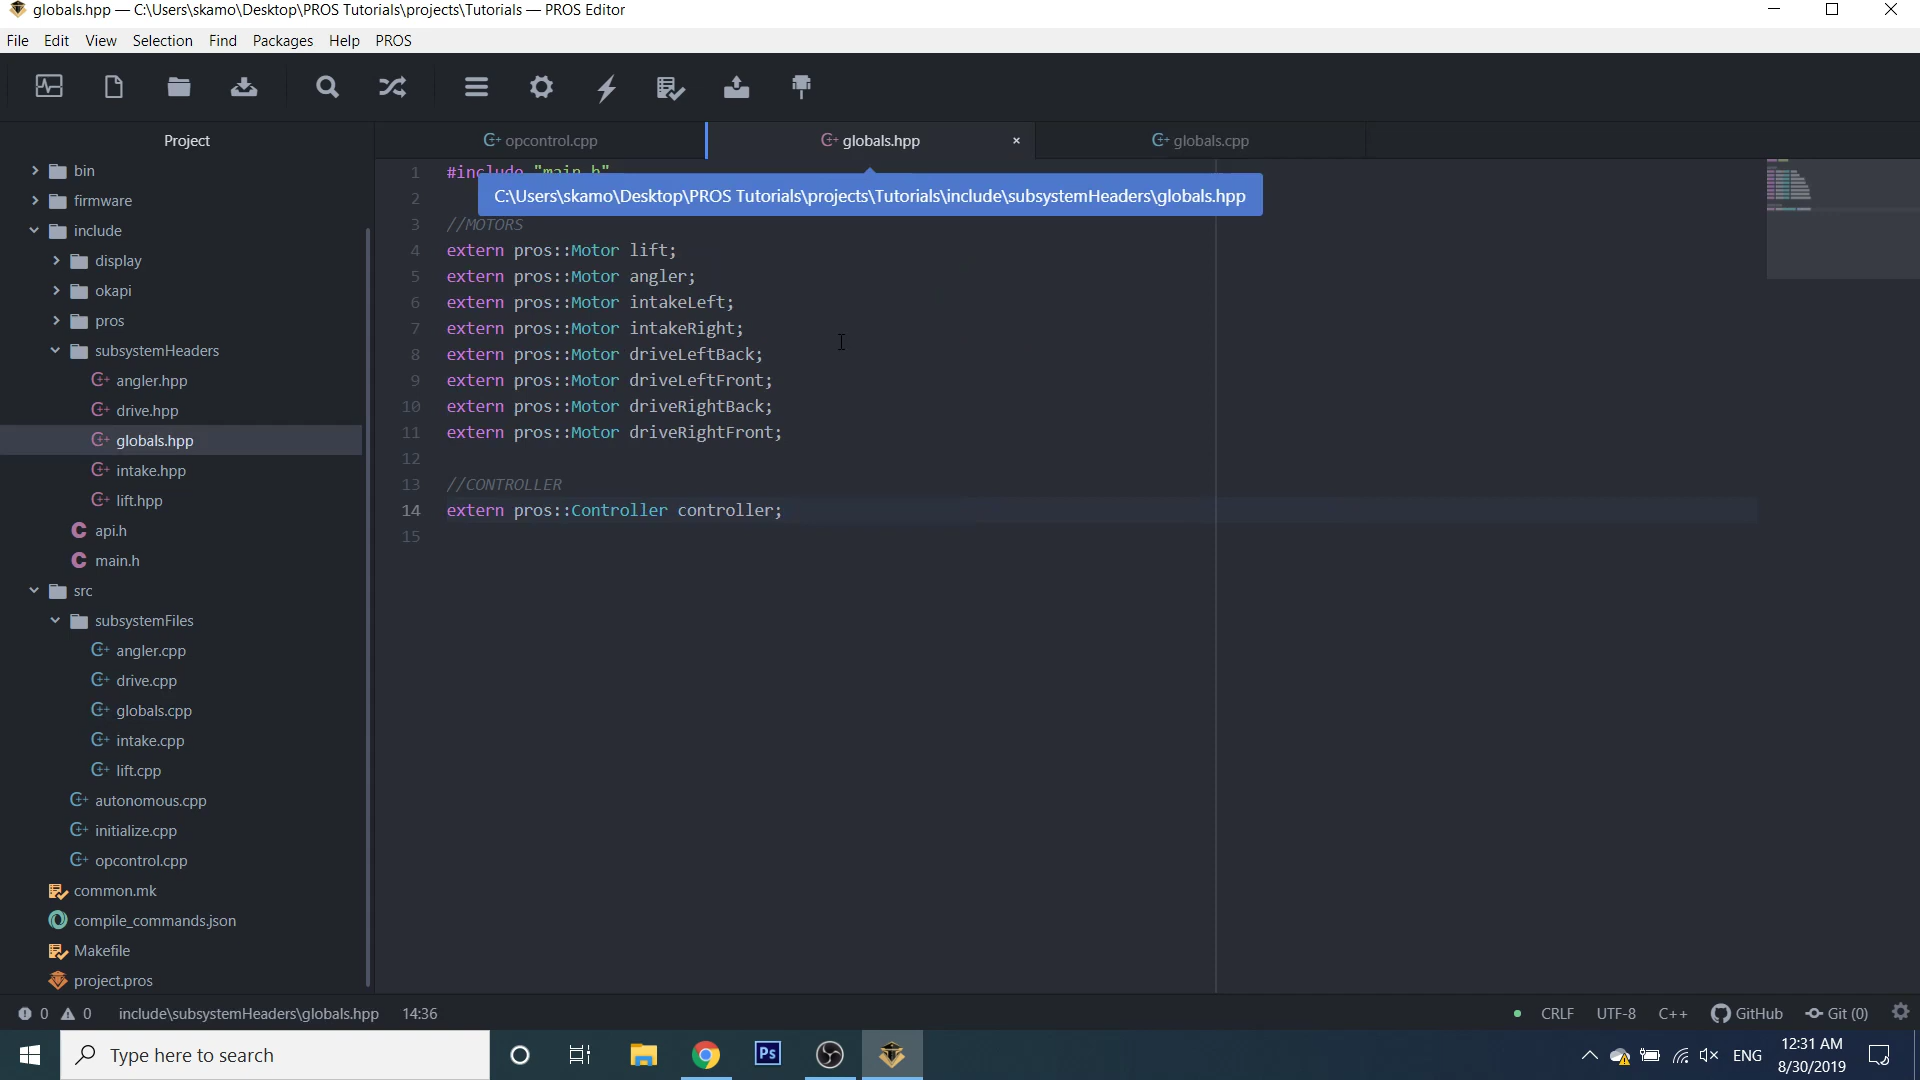 globals.hpp — C:\Users\skamo\Desktop\PROS Tutorials\projects\Tutorials — PROS Editor
File Edit View Selection Find Packages Help PROS
Project
bin
firmware
include
display
okapi
pros
subsystemHeaders
angler.hpp
drive.hpp
globals.hpp
intake.hpp
lift.hpp
api.h
main.h
src
subsystemFiles
angler.cpp
drive.cpp
globals.cpp
intake.cpp
lift.cpp
autonomous.cpp
initialize.cpp
opcontrol.cpp
common.mk
compile_commands.json
Makefile
project.pros
opcontrol.cpp globals.hpp × globals.cpp
1 #include "main.h"
C:\Users\skamo\Desktop\PROS Tutorials\projects\Tutorials\include\subsystemHeaders\globals.hpp
2
3 //MOTORS
4 extern pros::Motor lift;
5 extern pros::Motor angler;
6 extern pros::Motor intakeLeft;
7 extern pros::Motor intakeRight;
8 extern pros::Motor driveLeftBack;
9 extern pros::Motor driveLeftFront;
10 extern pros::Motor driveRightBack;
11 extern pros::Motor driveRightFront;
12
13 //CONTROLLER
14 extern pros::Controller controller;
15
0 0 include\subsystemHeaders\globals.hpp 14:36 CRLF UTF-8 C++ GitHub Git (0)
Type here to search
Ps
ENG
12:31 AM
8/30/2019